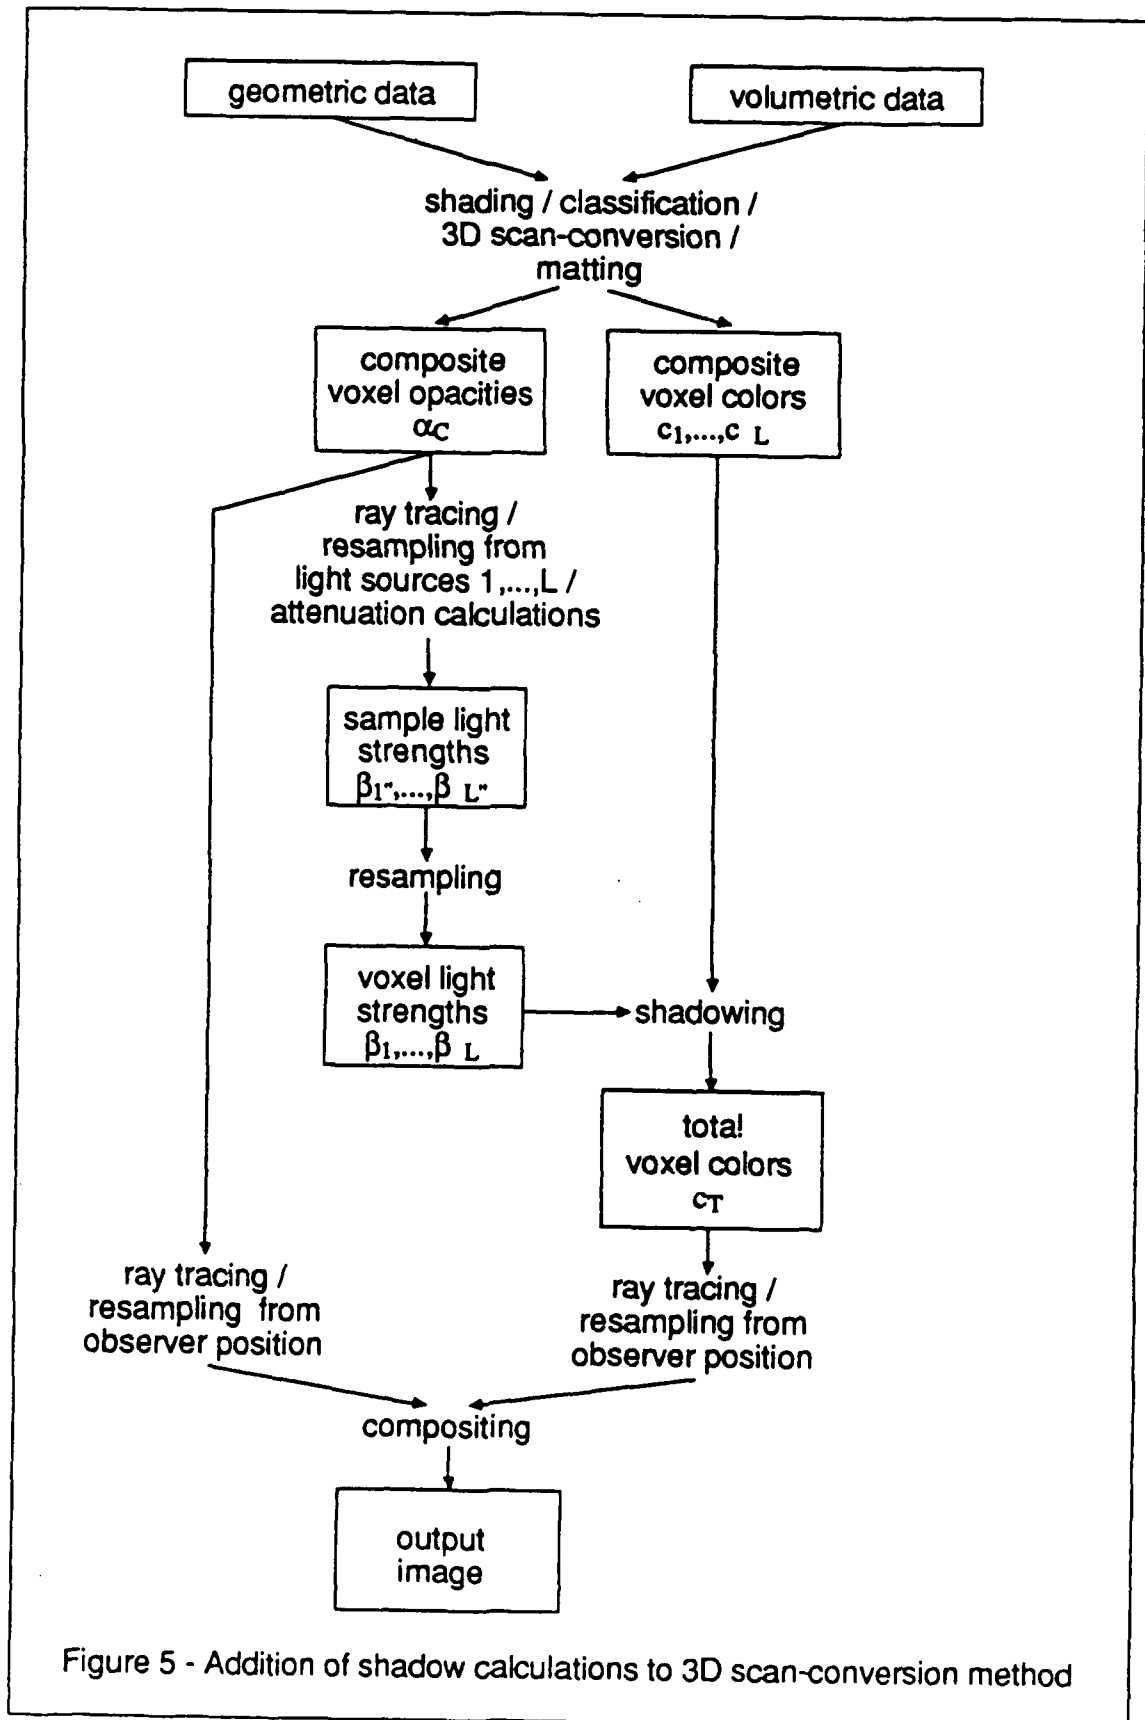 geometric data
volumetric data
shading / classification /
3D scan-conversion /
matting
composite
voxel opacities
αC
composite
voxel colors
c1,...,c L
ray tracing /
resampling from
light sources 1,...,L /
attenuation calculations
sample light
strengths
β1",...,β L"
resampling
voxel light
strengths
β1,...,β L
shadowing
total
voxel colors
cT
ray tracing /
resampling from
observer position
ray tracing /
resampling from
observer position
compositing
output
image
Figure 5 - Addition of shadow calculations to 3D scan-conversion method